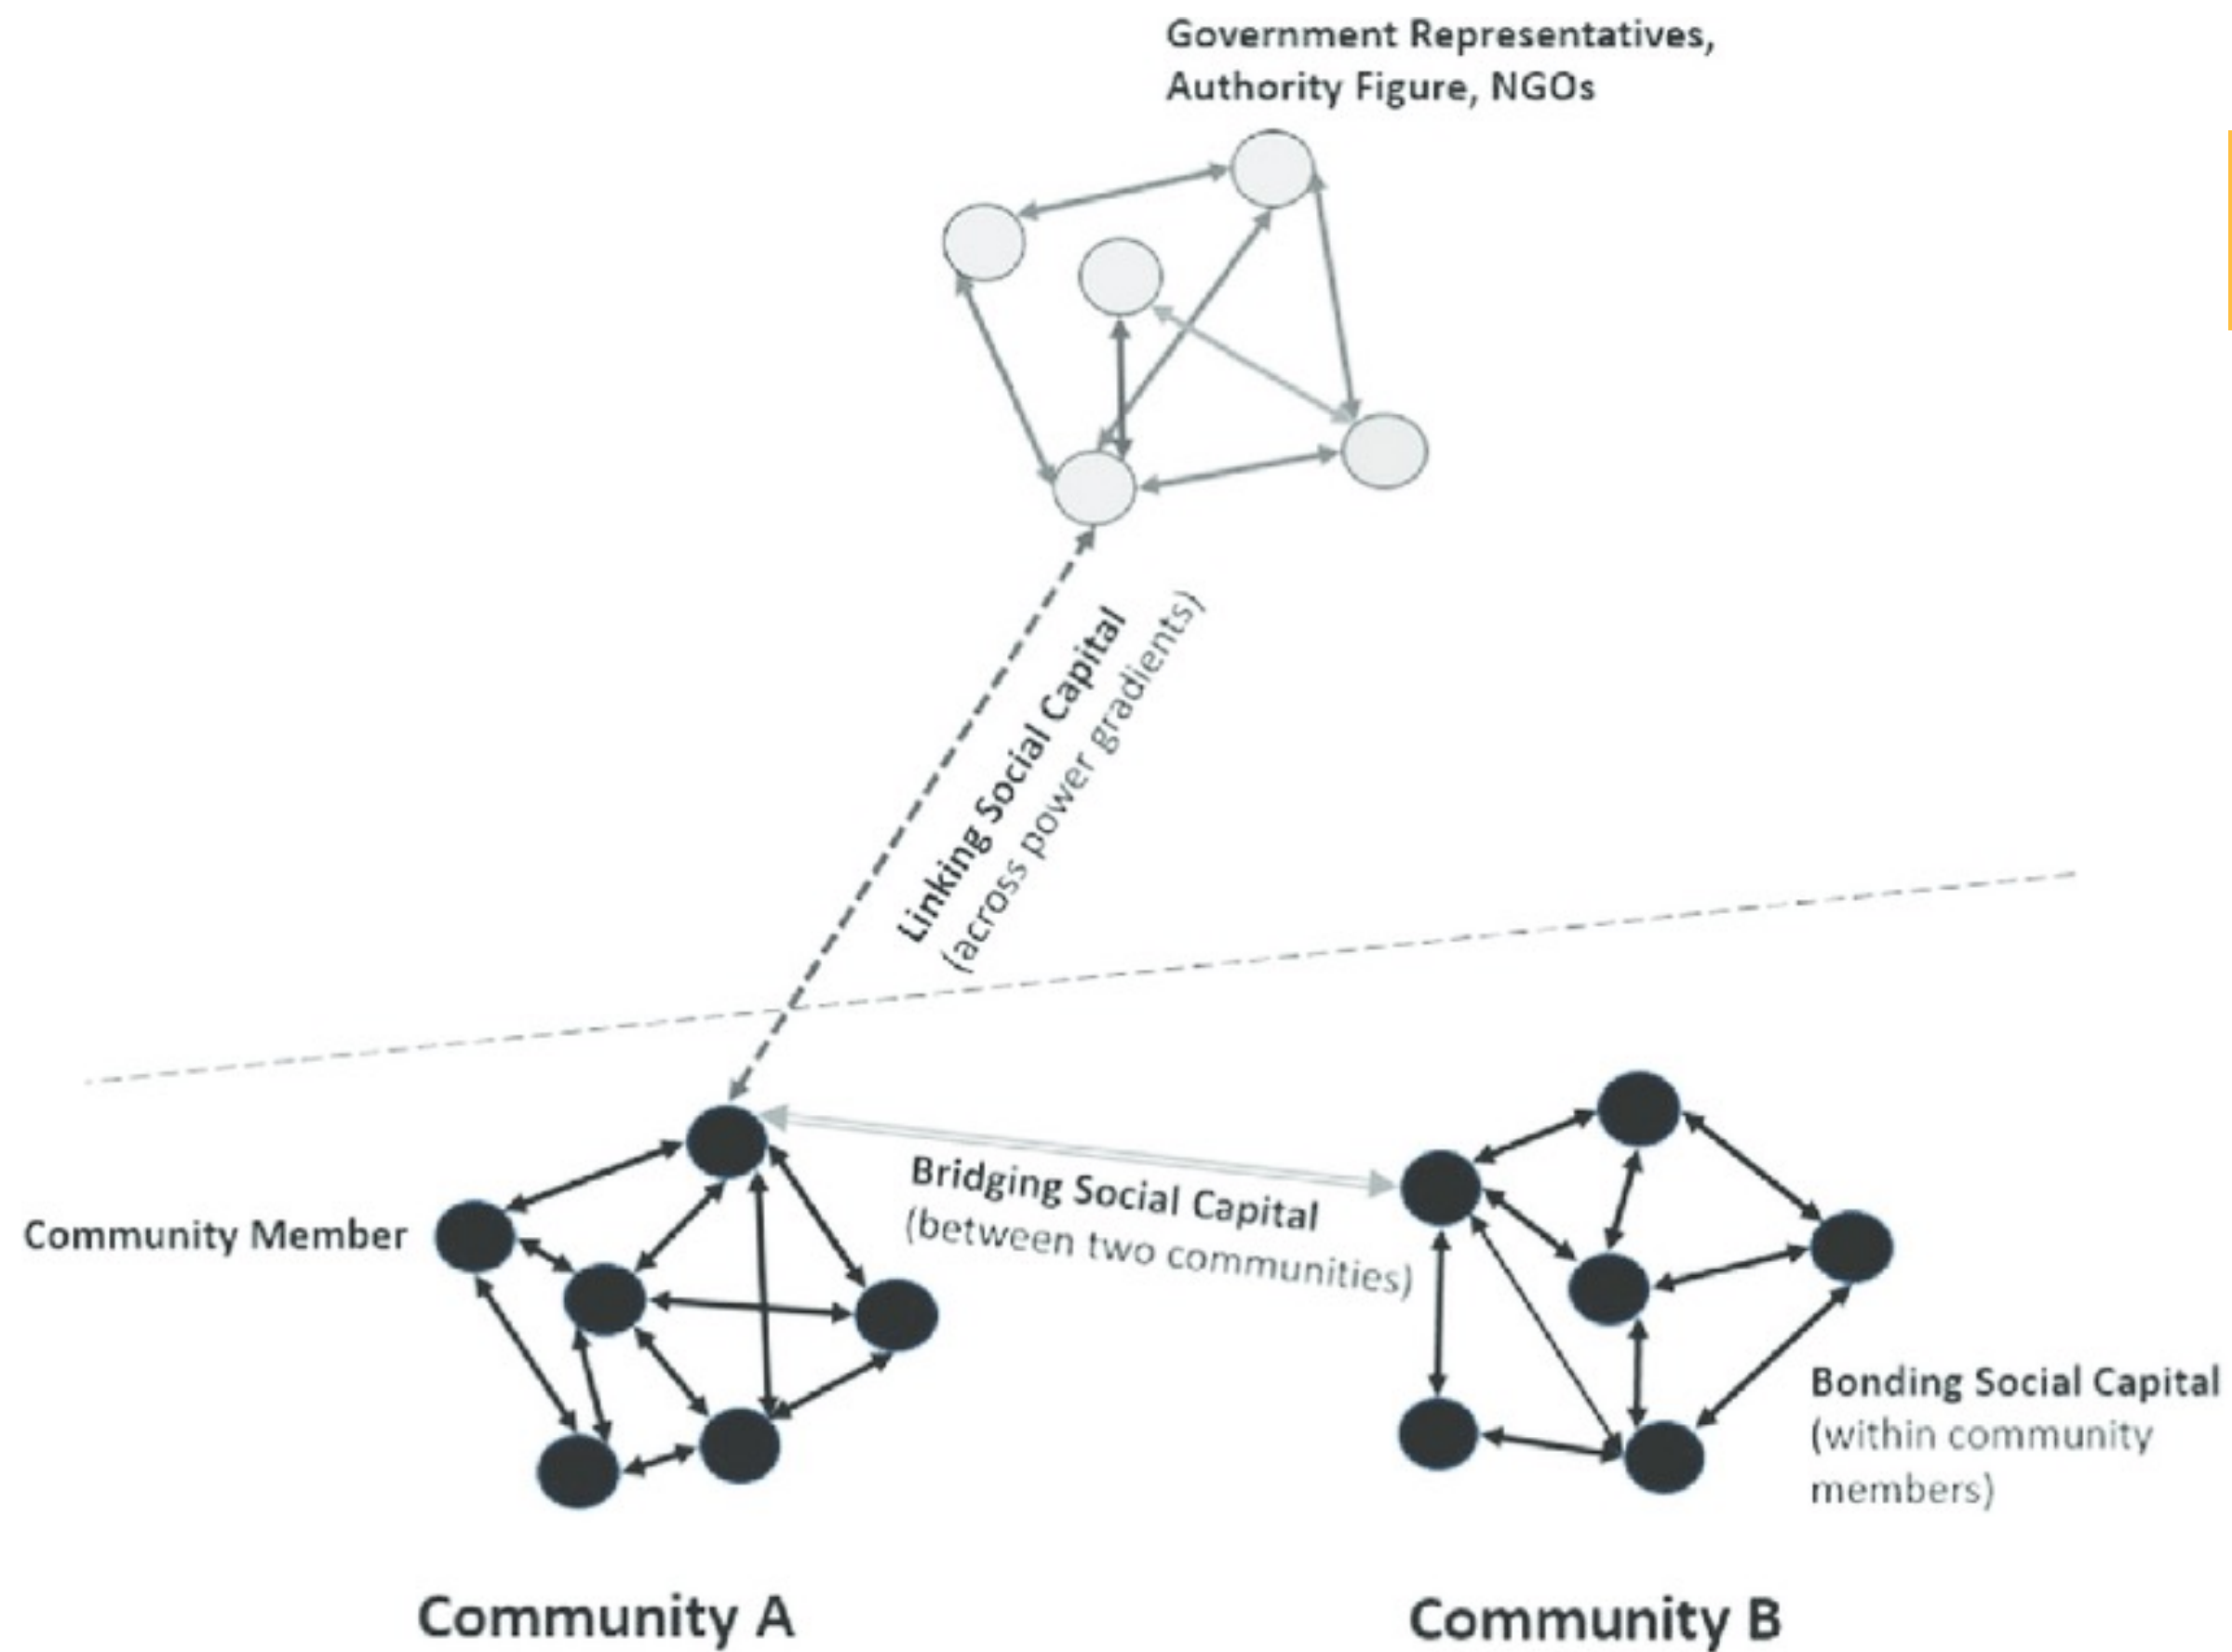 Government Representatives,
Authority Figure, NGOs
Linking Social Capital
(across power gradients)
Community Member
Bridging Social Capital
(between two communities)
Bonding Social Capital
(within community
members)
Community A
Community B